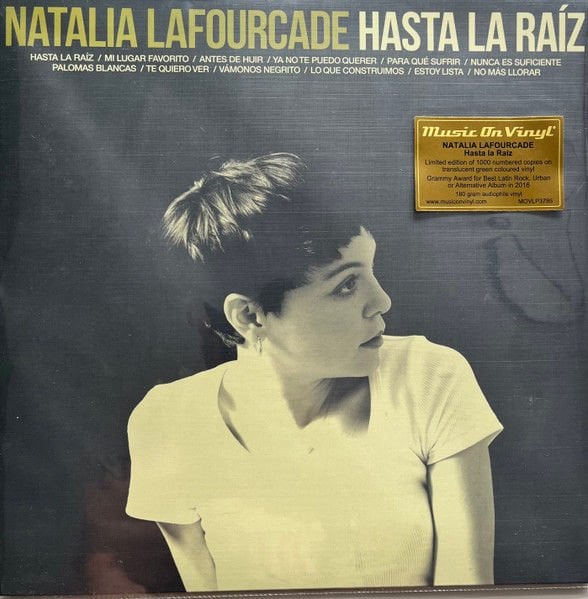 NATALIA LAFOURCADE HASTA LA RAÍZ
HASTA LA RAÍZ / MI LUGAR FAVORITO / ANTES DE HUIR / YA NO TE PUEDO QUERER / PARA QUÉ SUFRIR / NUNCA ES SUFICIENTE
PALOMAS BLANCAS / TE QUIERO VER / VÁMONOS NEGRITO / LO QUE CONSTRUIMOS / ESTOY LISTA / NO MÁS LLORAR
Music On Vinyl
NATALIA LAFOURCADE
Hasta la Raíz
Limited edition of 1000 numbered copies on
translucent green coloured vinyl
Grammy Award for Best Latin Rock, Urban
or Alternative Album in 2016
180 gram audiophile vinyl
www.musiconvinyl.com MOVLP3786